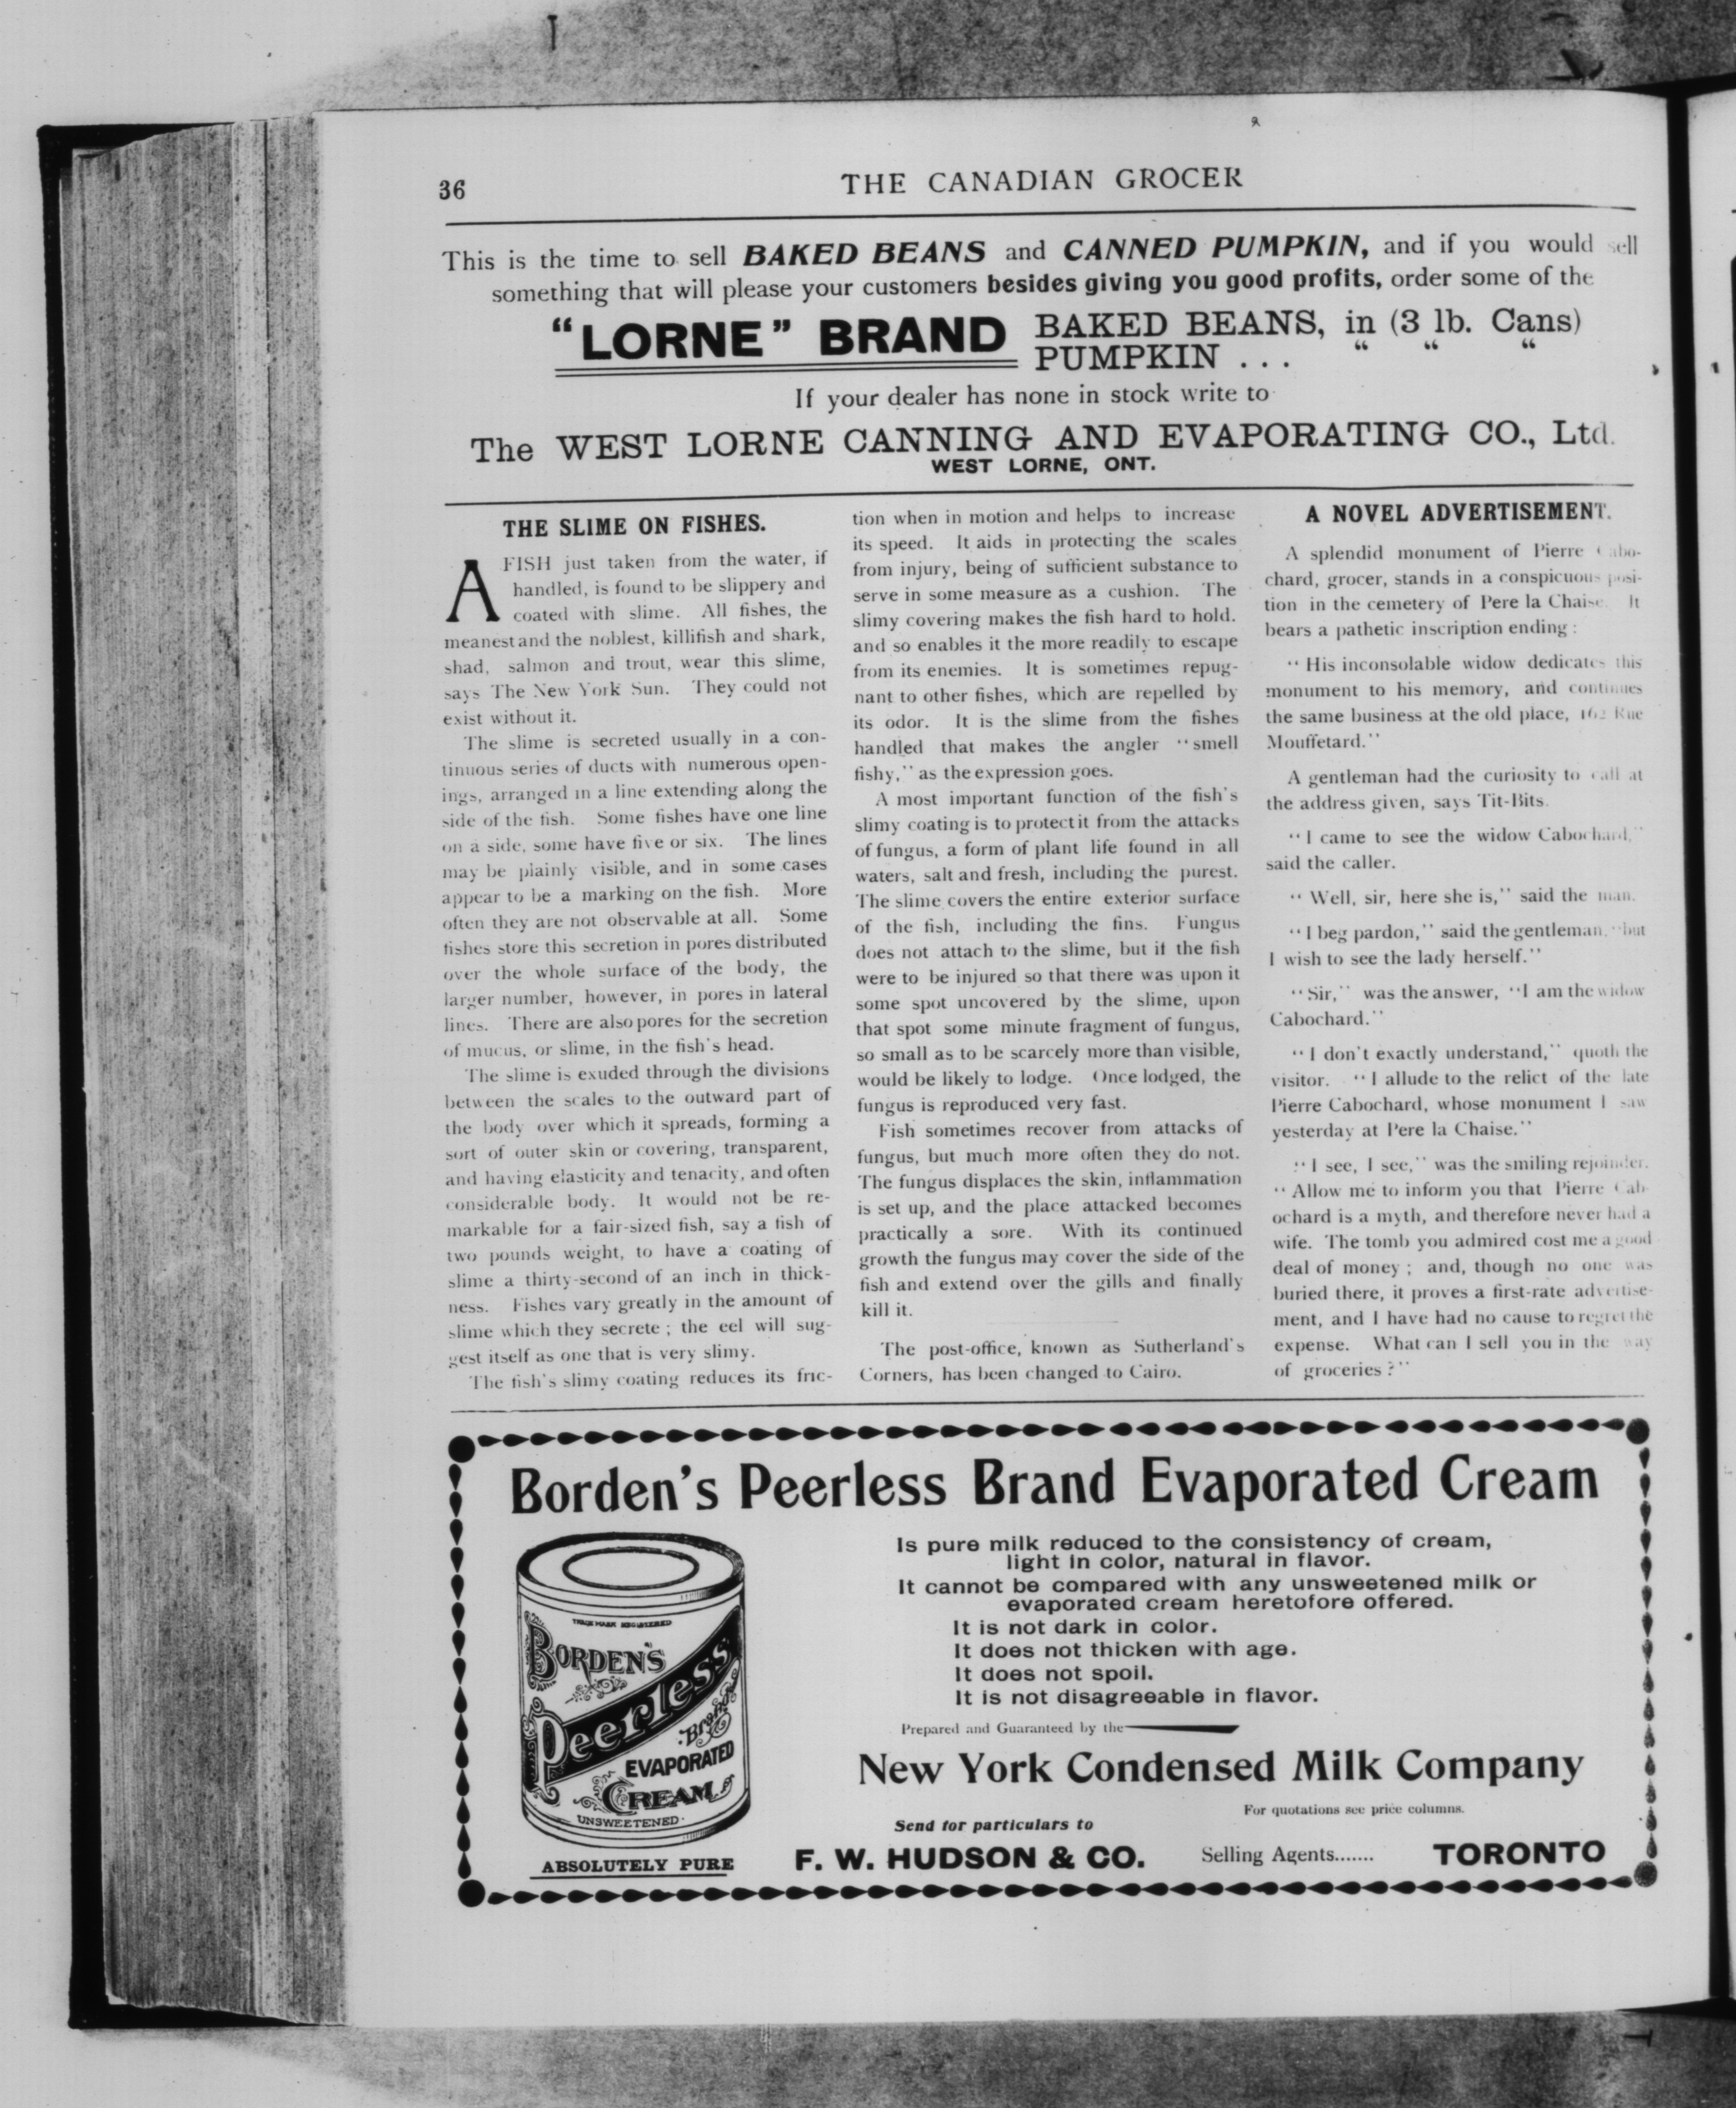 36
THE CANADIAN GROCER
This is the time to sell BAKED BEANS and CANNED PUMPKIN, and if you would sell
something that will please your customers besides giving you good profits, order some of the
"LORNE" BRAND BAKED BEANS, in (3 lb. Cans)
PUMPKIN . . . " " "
If your dealer has none in stock write to
The WEST LORNE CANNING AND EVAPORATING CO., Ltd.
WEST LORNE, ONT.
THE SLIME ON FISHES.
A FISH just taken from the water, if
handled, is found to be slippery and
coated with slime. All fishes, the
meanest and the noblest, killifish and shark,
shad, salmon and trout, wear this slime,
says The New York Sun. They could not
exist without it.
The slime is secreted usually in a con-
tinuous series of ducts with numerous open-
ings, arranged in a line extending along the
side of the fish. Some fishes have one line
on a side, some have five or six. The lines
may be plainly visible, and in some cases
appear to be a marking on the fish. More
often they are not observable at all. Some
fishes store this secretion in pores distributed
over the whole surface of the body, the
larger number, however, in pores in lateral
lines. There are also pores for the secretion
of mucus, or slime, in the fish's head.
The slime is exuded through the divisions
between the scales to the outward part of
the body over which it spreads, forming a
sort of outer skin or covering, transparent,
and having elasticity and tenacity, and often
considerable body. It would not be re-
markable for a fair-sized fish, say a fish of
two pounds weight, to have a coating of
slime a thirty-second of an inch in thick-
ness. Fishes vary greatly in the amount of
slime which they secrete ; the eel will sug-
gest itself as one that is very slimy.
The fish's slimy coating reduces its fric-
tion when in motion and helps to increase
its speed. It aids in protecting the scales
from injury, being of sufficient substance to
serve in some measure as a cushion. The
slimy covering makes the fish hard to hold.
and so enables it the more readily to escape
from its enemies. It is sometimes repug-
nant to other fishes, which are repelled by
its odor. It is the slime from the fishes
handled that makes the angler "smell
fishy," as the expression goes.
A most important function of the fish's
slimy coating is to protect it from the attacks
of fungus, a form of plant life found in all
waters, salt and fresh, including the purest.
The slime covers the entire exterior surface
of the fish, including the fins. Fungus
does not attach to the slime, but if the fish
were to be injured so that there was upon it
some spot uncovered by the slime, upon
that spot some minute fragment of fungus,
so small as to be scarcely more than visible,
would be likely to lodge. Once lodged, the
fungus is reproduced very fast.
Fish sometimes recover from attacks of
fungus, but much more often they do not.
The fungus displaces the skin, inflammation
is set up, and the place attacked becomes
practically a sore. With its continued
growth the fungus may cover the side of the
fish and extend over the gills and finally
kill it.
The post-office, known as Sutherland's
Corners, has been changed to Cairo.
A NOVEL ADVERTISEMENT.
A splendid monument of Pierre Cabo-
chard, grocer, stands in a conspicuous posi-
tion in the cemetery of Pere la Chaise. It
bears a pathetic inscription ending :
"His inconsolable widow dedicates this
monument to his memory, and continues
the same business at the old place, 162 Rue
Mouffetard."
A gentleman had the curiosity to call at
the address given, says Tit-Bits.
"I came to see the widow Cabochard,"
said the caller.
"Well, sir, here she is," said the man.
"I beg pardon," said the gentleman, "but
I wish to see the lady herself."
"Sir," was the answer, "I am the widow
Cabochard."
"I don't exactly understand," quoth the
visitor. "I allude to the relict of the late
Pierre Cabochard, whose monument I saw
yesterday at Pere la Chaise."
"I see, I see," was the smiling rejoinder.
"Allow me to inform you that Pierre Cab-
ochard is a myth, and therefore never had a
wife. The tomb you admired cost me a good
deal of money ; and, though no one was
buried there, it proves a first-rate advertise-
ment, and I have had no cause to regret the
expense. What can I sell you in the way
of groceries ?"
Borden's Peerless Brand Evaporated Cream
TRADE MARK REGISTERED
BORDEN'S
Peerless
Brand
EVAPORATED
CREAM
UNSWEETENED
ABSOLUTELY PURE
Is pure milk reduced to the consistency of cream,
light in color, natural in flavor.
It cannot be compared with any unsweetened milk or
evaporated cream heretofore offered.
It is not dark in color.
It does not thicken with age.
It does not spoil.
It is not disagreeable in flavor.
Prepared and Guaranteed by the
New York Condensed Milk Company
For quotations see price columns.
Send for particulars to
F. W. HUDSON & CO. Selling Agents....... TORONTO